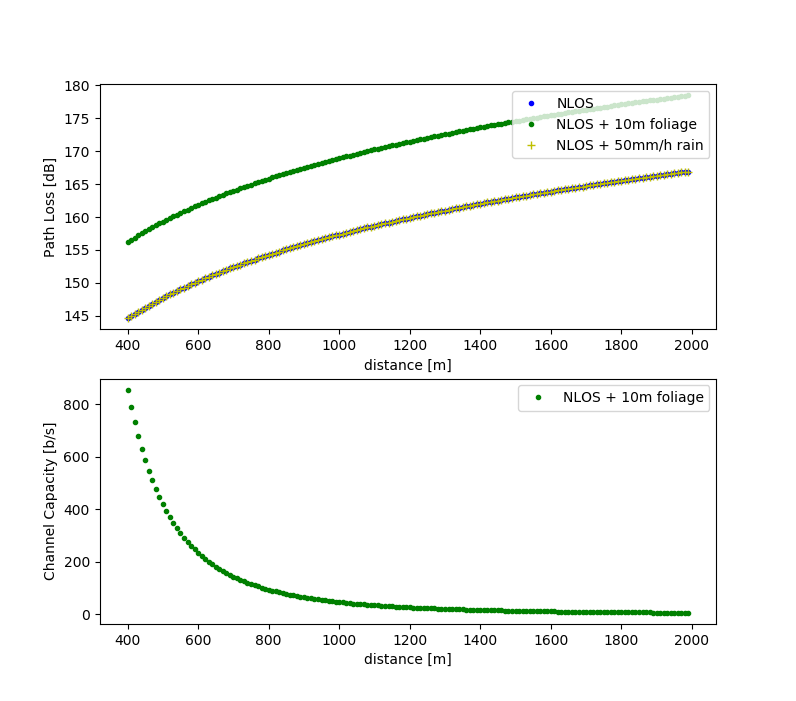 180
175
170
165
160
155
150
145
Path Loss [dB]
NLOS
NLOS + 10m foliage
NLOS + 50mm/h rain
400 600 800 1000 1200 1400 1600 1800 2000
distance [m]
800
600
400
200
0
Channel Capacity [b/s]
NLOS + 10m foliage
400 600 800 1000 1200 1400 1600 1800 2000
distance [m]